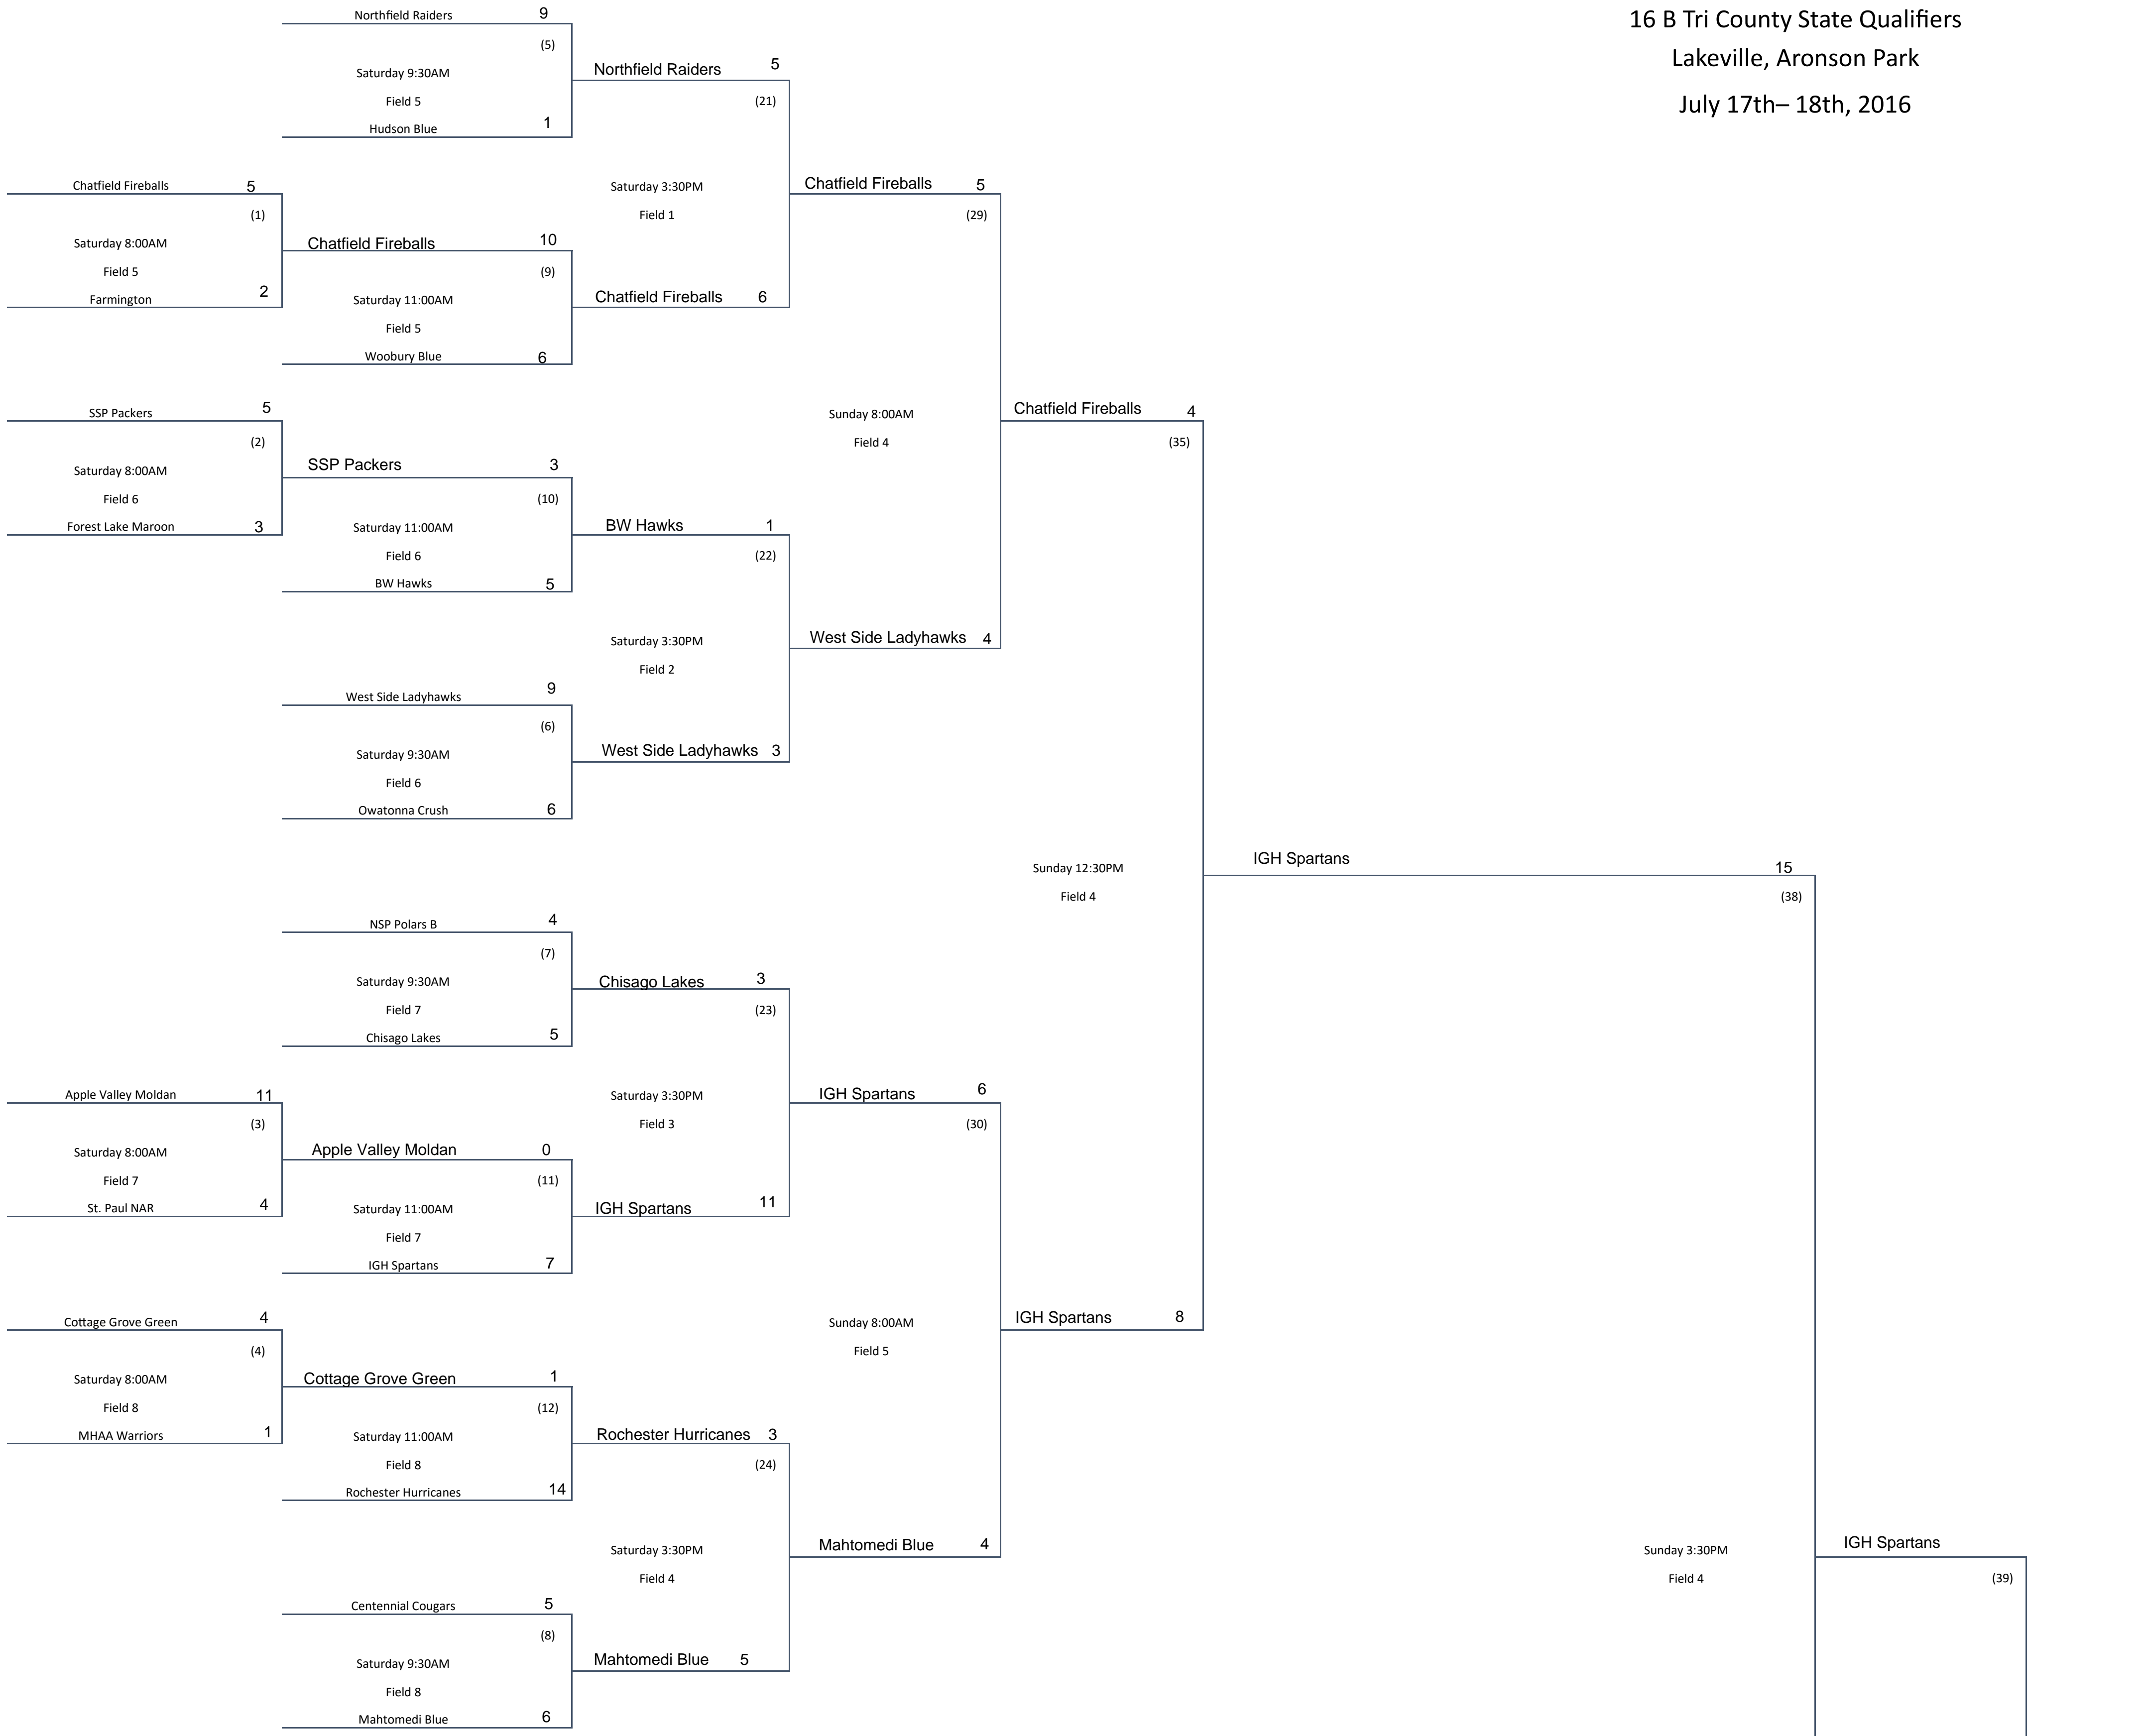 16 B Tri County State Qualifiers
Lakeville, Aronson Park
July 17th– 18th, 2016
Northfield Raiders 9
(5)
Saturday 9:30AM
Field 5
Hudson Blue 1
Chatfield Fireballs 5
(1)
Saturday 8:00AM
Field 5
Farmington 2
Chatfield Fireballs 10
(9)
Saturday 11:00AM
Field 5
Woobury Blue 6
SSP Packers 5
(2)
Saturday 8:00AM
Field 6
Forest Lake Maroon 3
SSP Packers 3
(10)
Saturday 11:00AM
Field 6
BW Hawks 5
West Side Ladyhawks 9
(6)
Saturday 9:30AM
Field 6
Owatonna Crush 6
NSP Polars B 4
(7)
Saturday 9:30AM
Field 7
Chisago Lakes 5
Apple Valley Moldan 11
(3)
Saturday 8:00AM
Field 7
St. Paul NAR 4
Apple Valley Moldan 0
(11)
Saturday 11:00AM
Field 7
IGH Spartans 7
Cottage Grove Green 4
(4)
Saturday 8:00AM
Field 8
MHAA Warriors 1
Cottage Grove Green 1
(12)
Saturday 11:00AM
Field 8
Rochester Hurricanes 14
Centennial Cougars 5
(8)
Saturday 9:30AM
Field 8
Mahtomedi Blue 6
Northfield Raiders 5
(21)
Saturday 3:30PM
Field 1
Chatfield Fireballs 6
BW Hawks 1
(22)
Saturday 3:30PM
Field 2
West Side Ladyhawks 3
Chisago Lakes 3
(23)
Saturday 3:30PM
Field 3
IGH Spartans 11
Rochester Hurricanes 3
(24)
Saturday 3:30PM
Field 4
Mahtomedi Blue 5
Chatfield Fireballs 5
(29)
Sunday 8:00AM
Field 4
West Side Ladyhawks 4
IGH Spartans 6
(30)
Sunday 8:00AM
Field 5
Mahtomedi Blue 4
Chatfield Fireballs 4
(35)
Sunday 12:30PM
Field 4
IGH Spartans 8
IGH Spartans 15
(38)
Sunday 3:30PM
Field 4
IGH Spartans
(39)